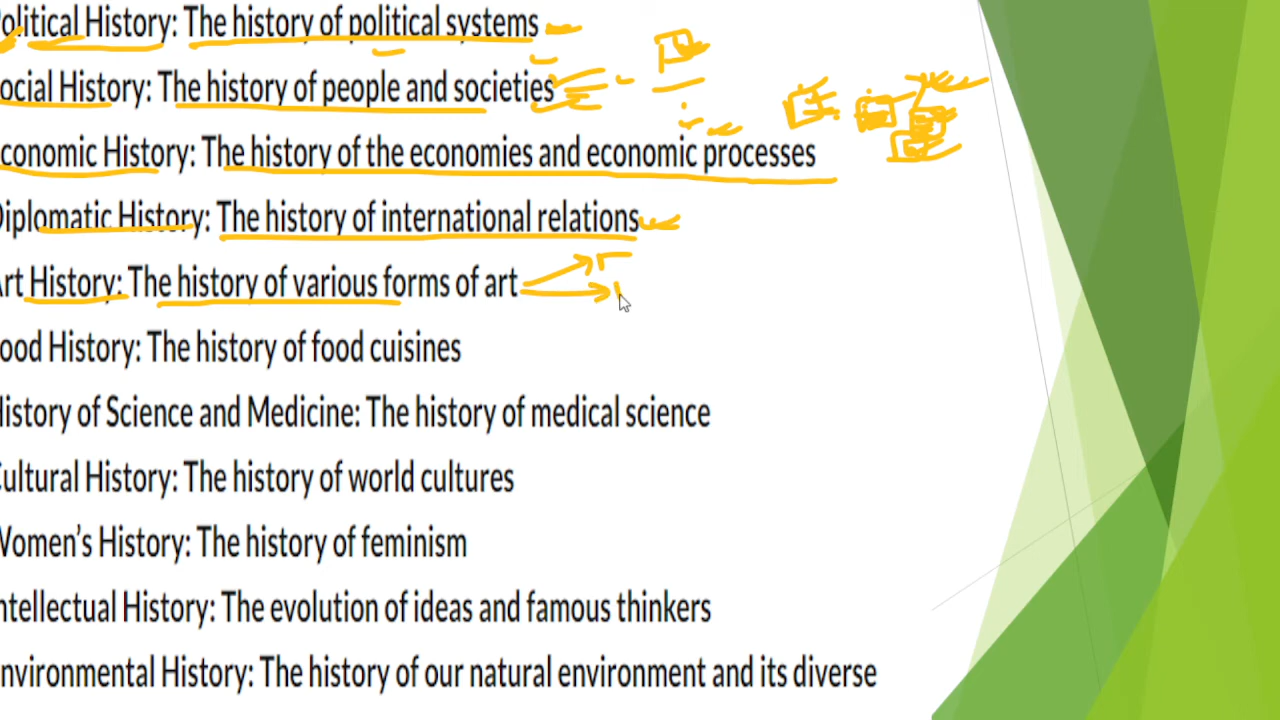 Political History: The history of political systems
ocial History: The history of people and societies
conomic History: The history of the economies and economic processes
Diplomatic History: The history of international relations
Art History: The history of various forms of art
ood History: The history of food cuisines
History of Science and Medicine: The history of medical science
Cultural History: The history of world cultures
Women’s History: The history of feminism
ntellectual History: The evolution of ideas and famous thinkers
nvironmental History: The history of our natural environment and its diverse